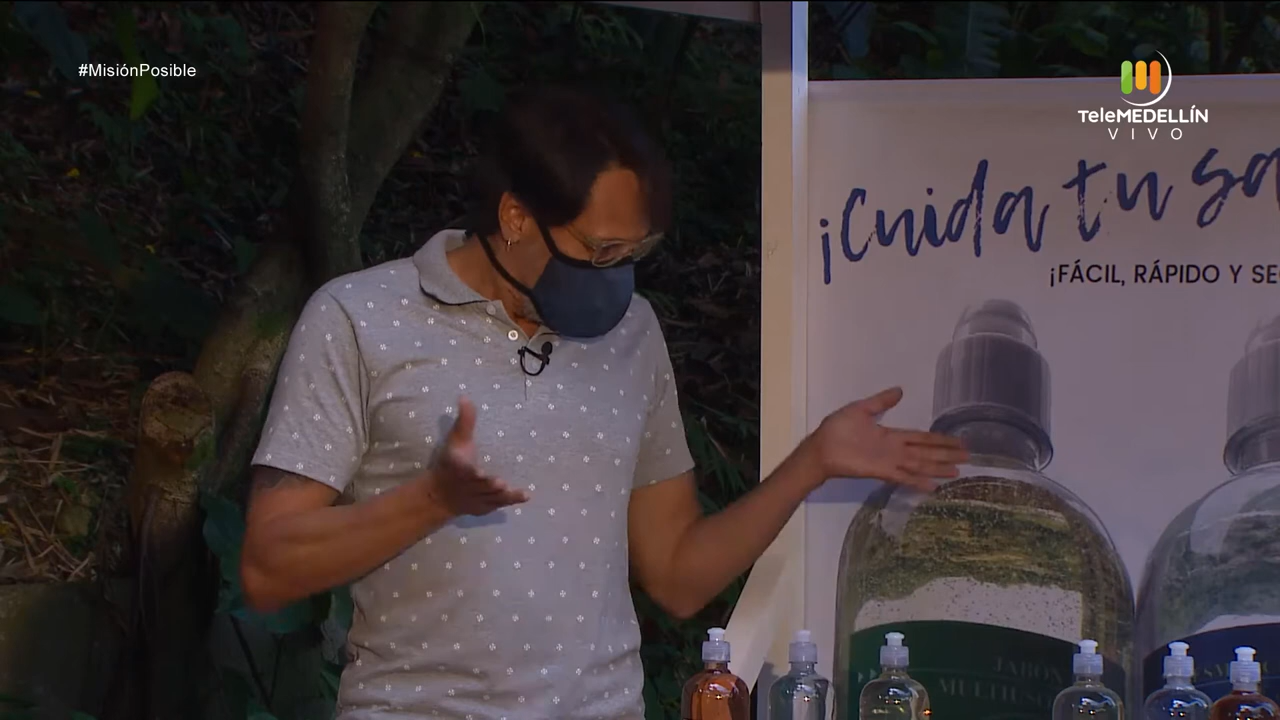 #MisiónPosible
TeleMEDELLÍN
VIVO
¡Cuida tu sa
¡FÁCIL, RÁPIDO Y SE
JABÓN
MULTIUSO